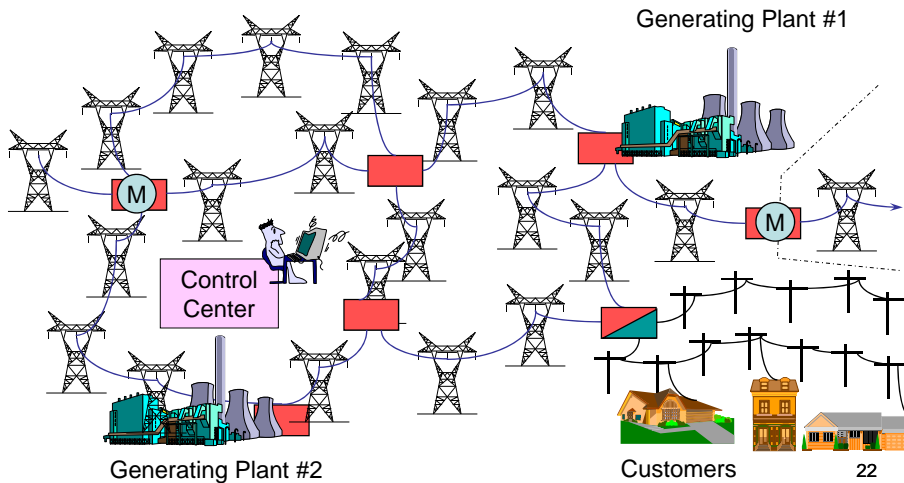 Generating Plant #1
M
M
Control
Center
Generating Plant #2
Customers
22